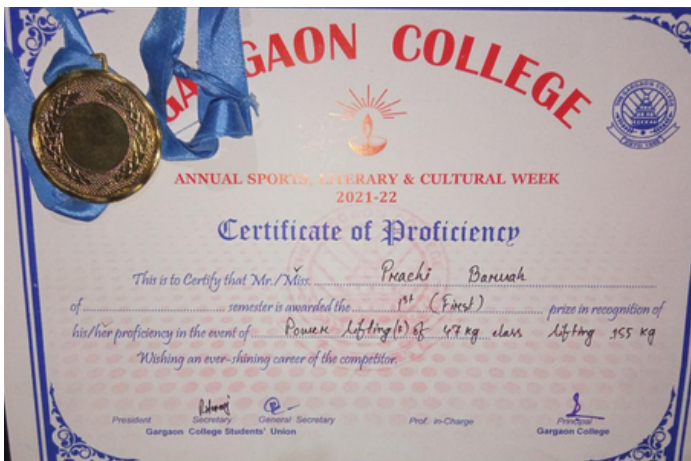 GARGAON COLLEGE
ANNUAL SPORTS, LITERARY & CULTURAL WEEK
2021-22
Certificate of Proficiency
This is to Certify that Mr./Miss. Prachi Baruah
of semester is awarded the 1st (First) prize in recognition of
his/her proficiency in the event of Power lifting(s) of 47 kg class lifting 155 kg
Wishing an ever-shining career of the competitor.
President Secretary General Secretary Prof. in-Charge Principal
Gargaon College Students' Union Gargaon College